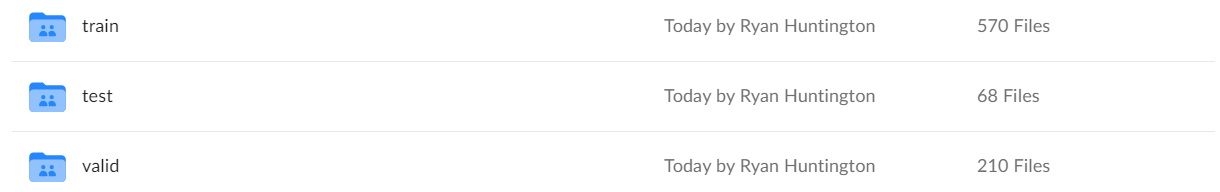 train Today by Ryan Huntington 570 Files
test Today by Ryan Huntington 68 Files
valid Today by Ryan Huntington 210 Files